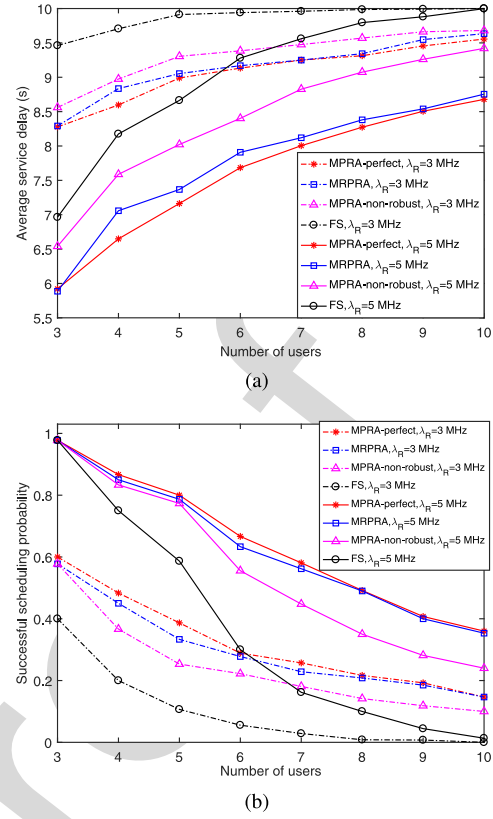 10
9.5
9
8.5
8
7.5
7
6.5
6
5.5
Average service delay (s)
MPRA-perfect, λR=3 MHz
MRPRA, λR=3 MHz
MPRA-non-robust, λR=3 MHz
FS,λR=3 MHz
MPRA-perfect, λR=5 MHz
MRPRA, λR=5 MHz
MPRA-non-robust, λR=5 MHz
FS,λR=5 MHz
3 4 5 6 7 8 9 10
Number of users
(a)
1
0.8
0.6
0.4
0.2
0
Successful scheduling probability
MPRA-perfect,λR=3 MHz
MRPRA,λR=3 MHz
MPRA-non-robust, λR=3 MHz
FS,λR=3 MHz
MPRA-perfect, λR=5 MHz
MRPRA,λR=5 MHz
MPRA-non-robust,λR=5 MHz
FS,λR=5 MHz
3 4 5 6 7 8 9 10
Number of users
(b)